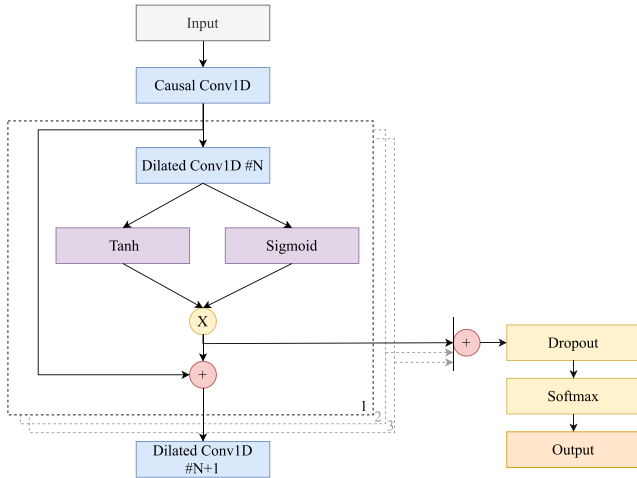 Input
Causal Conv1D
Dilated Conv1D #N
Tanh
Sigmoid
X
+
1
2
3
Dilated Conv1D
#N+1
+
Dropout
Softmax
Output